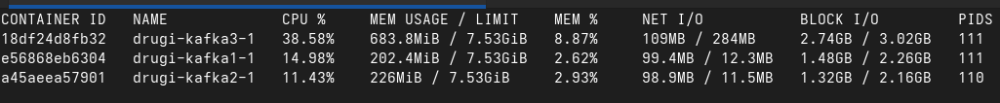 CONTAINER ID   NAME            CPU %     MEM USAGE / LIMIT     MEM %     NET I/O           BLOCK I/O         PIDS
18df24d8fb32   drugi-kafka3-1   38.58%    683.8MiB / 7.53GiB    8.87%     109MB / 284MB     2.74GB / 3.02GB   111
e56868eb6304   drugi-kafka1-1   14.98%    202.4MiB / 7.53GiB    2.62%     99.4MB / 12.3MB   1.48GB / 2.26GB   111
a45aeea57901   drugi-kafka2-1   11.43%    226MiB / 7.53GiB      2.93%     98.9MB / 11.5MB   1.32GB / 2.16GB   110